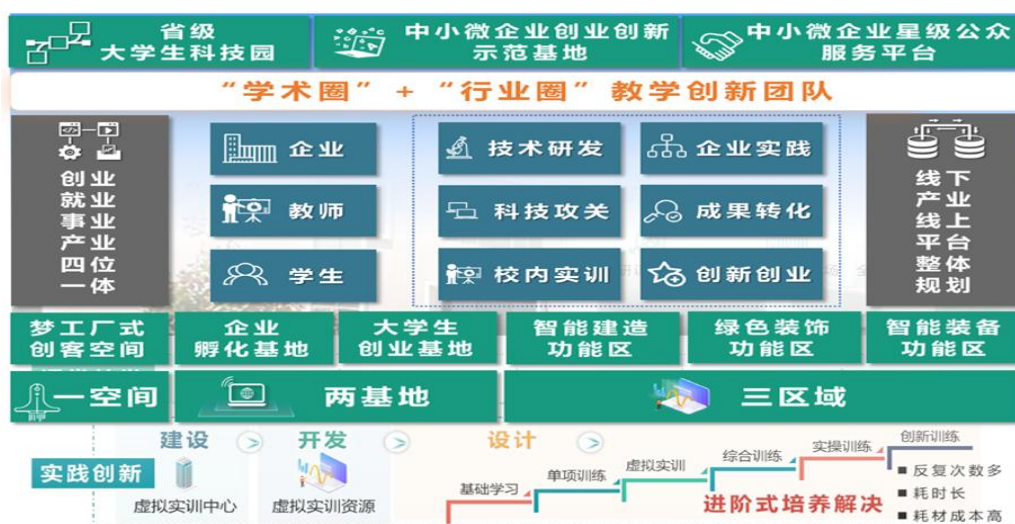 省级
大学生科技园
中小微企业创业创新
示范基地
中小微企业星级公众
服务平台
“学术圈” + “行业圈” 教学创新团队
创业
就业
事业
产业
四位
一体
企业
教师
学生
技术研发
企业实践
科技攻关
成果转化
校内实训
创新创业
线下
产业
线上
平台
整体
规划
梦工厂式
创客空间
企业
孵化基地
大学生
创业基地
智能建造
功能区
绿色装饰
功能区
智能装备
功能区
一空间
两基地
三区域
建设
开发
设计
实践创新
虚拟实训中心
虚拟实训资源
基础学习
单项训练
虚拟实训
综合训练
实操训练
创新训练
进阶式培养解决
■ 反复次数多
■ 耗时长
■ 耗材成本高